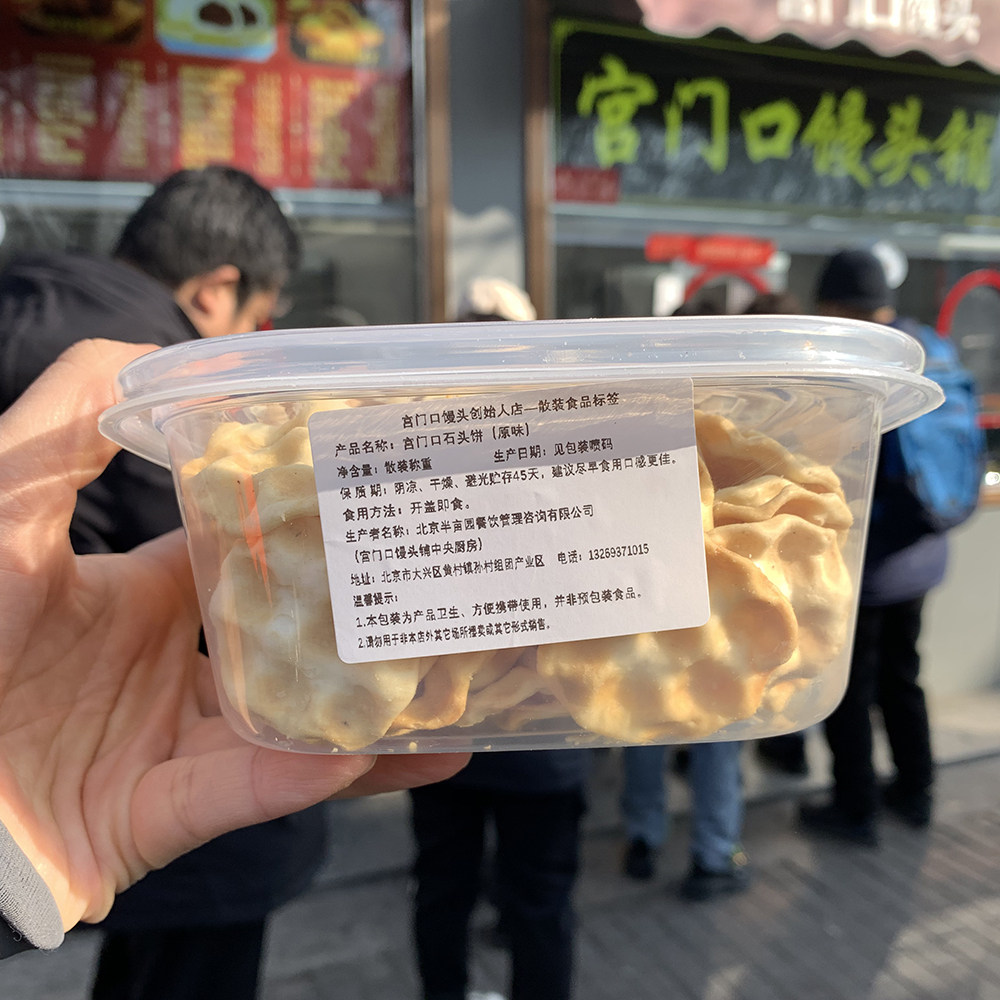 宫门口馒头铺
宫门口馒头创始人店—散装食品标签
产品名称：宫门口石头饼（原味）
净含量：散装称重 生产日期：见包装喷码
保质期：阴凉、干燥、避光贮存45天，建议尽早食用口感更佳。
食用方法：开盖即食。
生产者名称：北京半亩园餐饮管理咨询有限公司
（宫门口馒头铺中央厨房）
地址：北京市大兴区黄村镇孙村组团产业区 电话：13269371015
温馨提示：
1.本包装为产品卫生、方便携带使用，并非预包装食品。
2.请勿用于非本店外其它场所摆卖或其它形式销售。